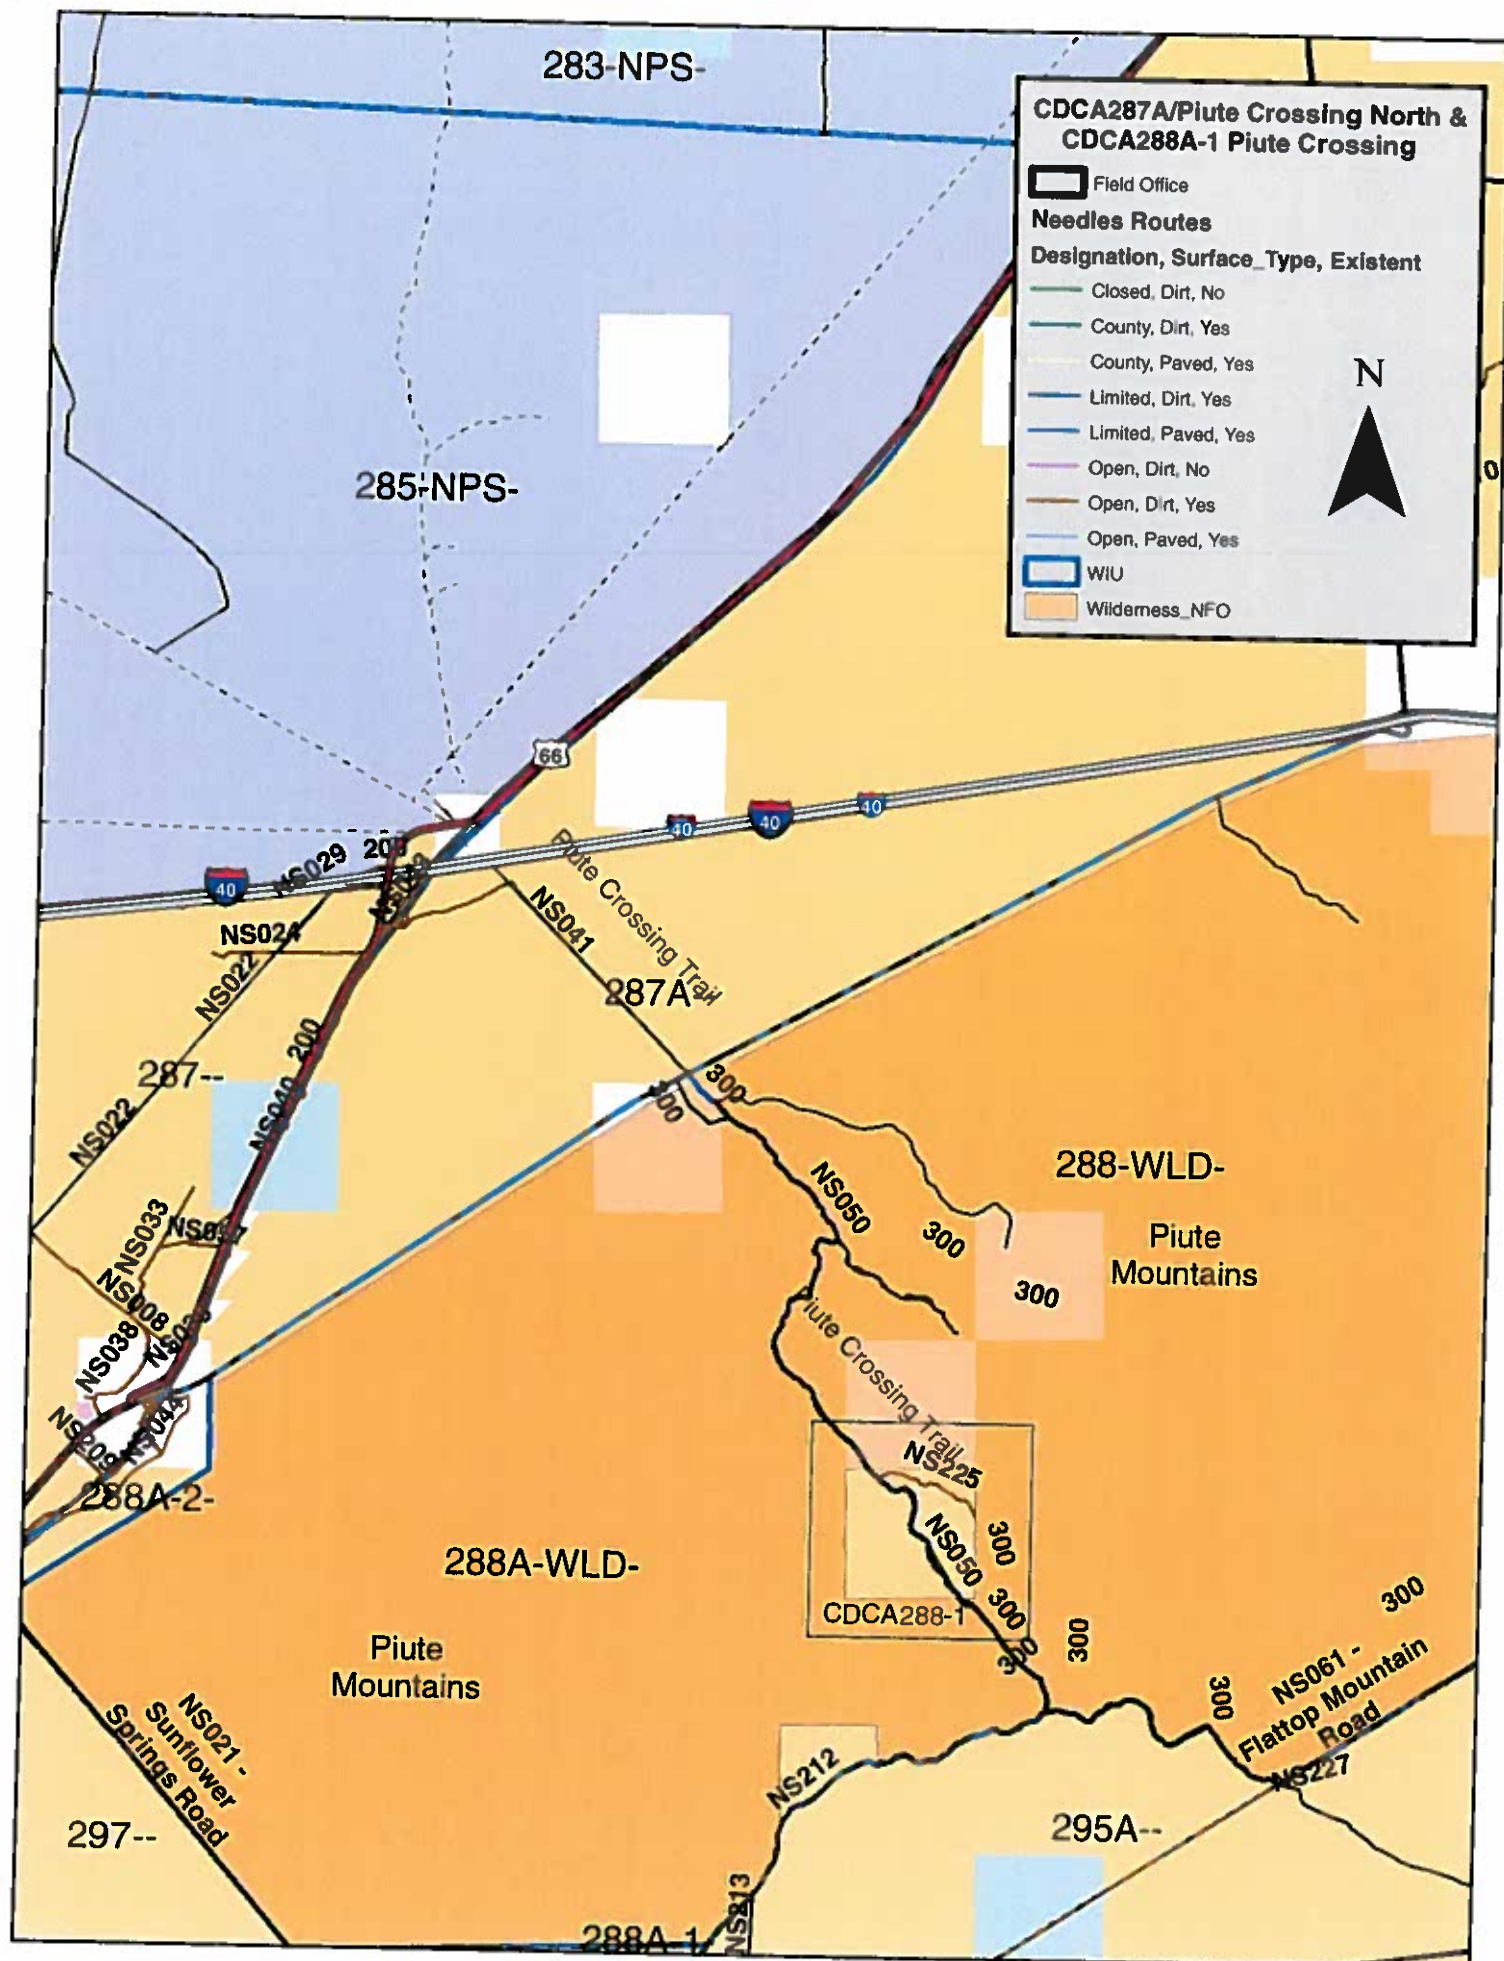 283-NPS-
CDCA287A/Piute Crossing North &
CDCA288A-1 Piute Crossing
Field Office
Needles Routes
Designation, Surface_Type, Existent
Closed, Dirt, No
County, Dirt, Yes
County, Paved, Yes
Limited, Dirt, Yes
Limited, Paved, Yes
Open, Dirt, No
Open, Dirt, Yes
Open, Paved, Yes
WIU
Wilderness_NFO
N
0
285-NPS-
66
40
40
40
40
NS029
Piute Crossing Trail
NS041
NS024
NS022
287A-
200
287--
NS040
NS022
300
300
288-WLD-
NS050
NS033
300
Piute
Mountains
300
NS008
NS038
Piute Crossing Trail
NS044
NS209
NS225
288A-2-
NS050
300
288A-WLD-
300
CDCA288-1
300
300
300
Piute
Mountains
NS061 -
Flattop Mountain
Road
300
NS021 -
Sunflower
Springs Road
NS227
NS212
297--
295A--
NS213
288A-1-